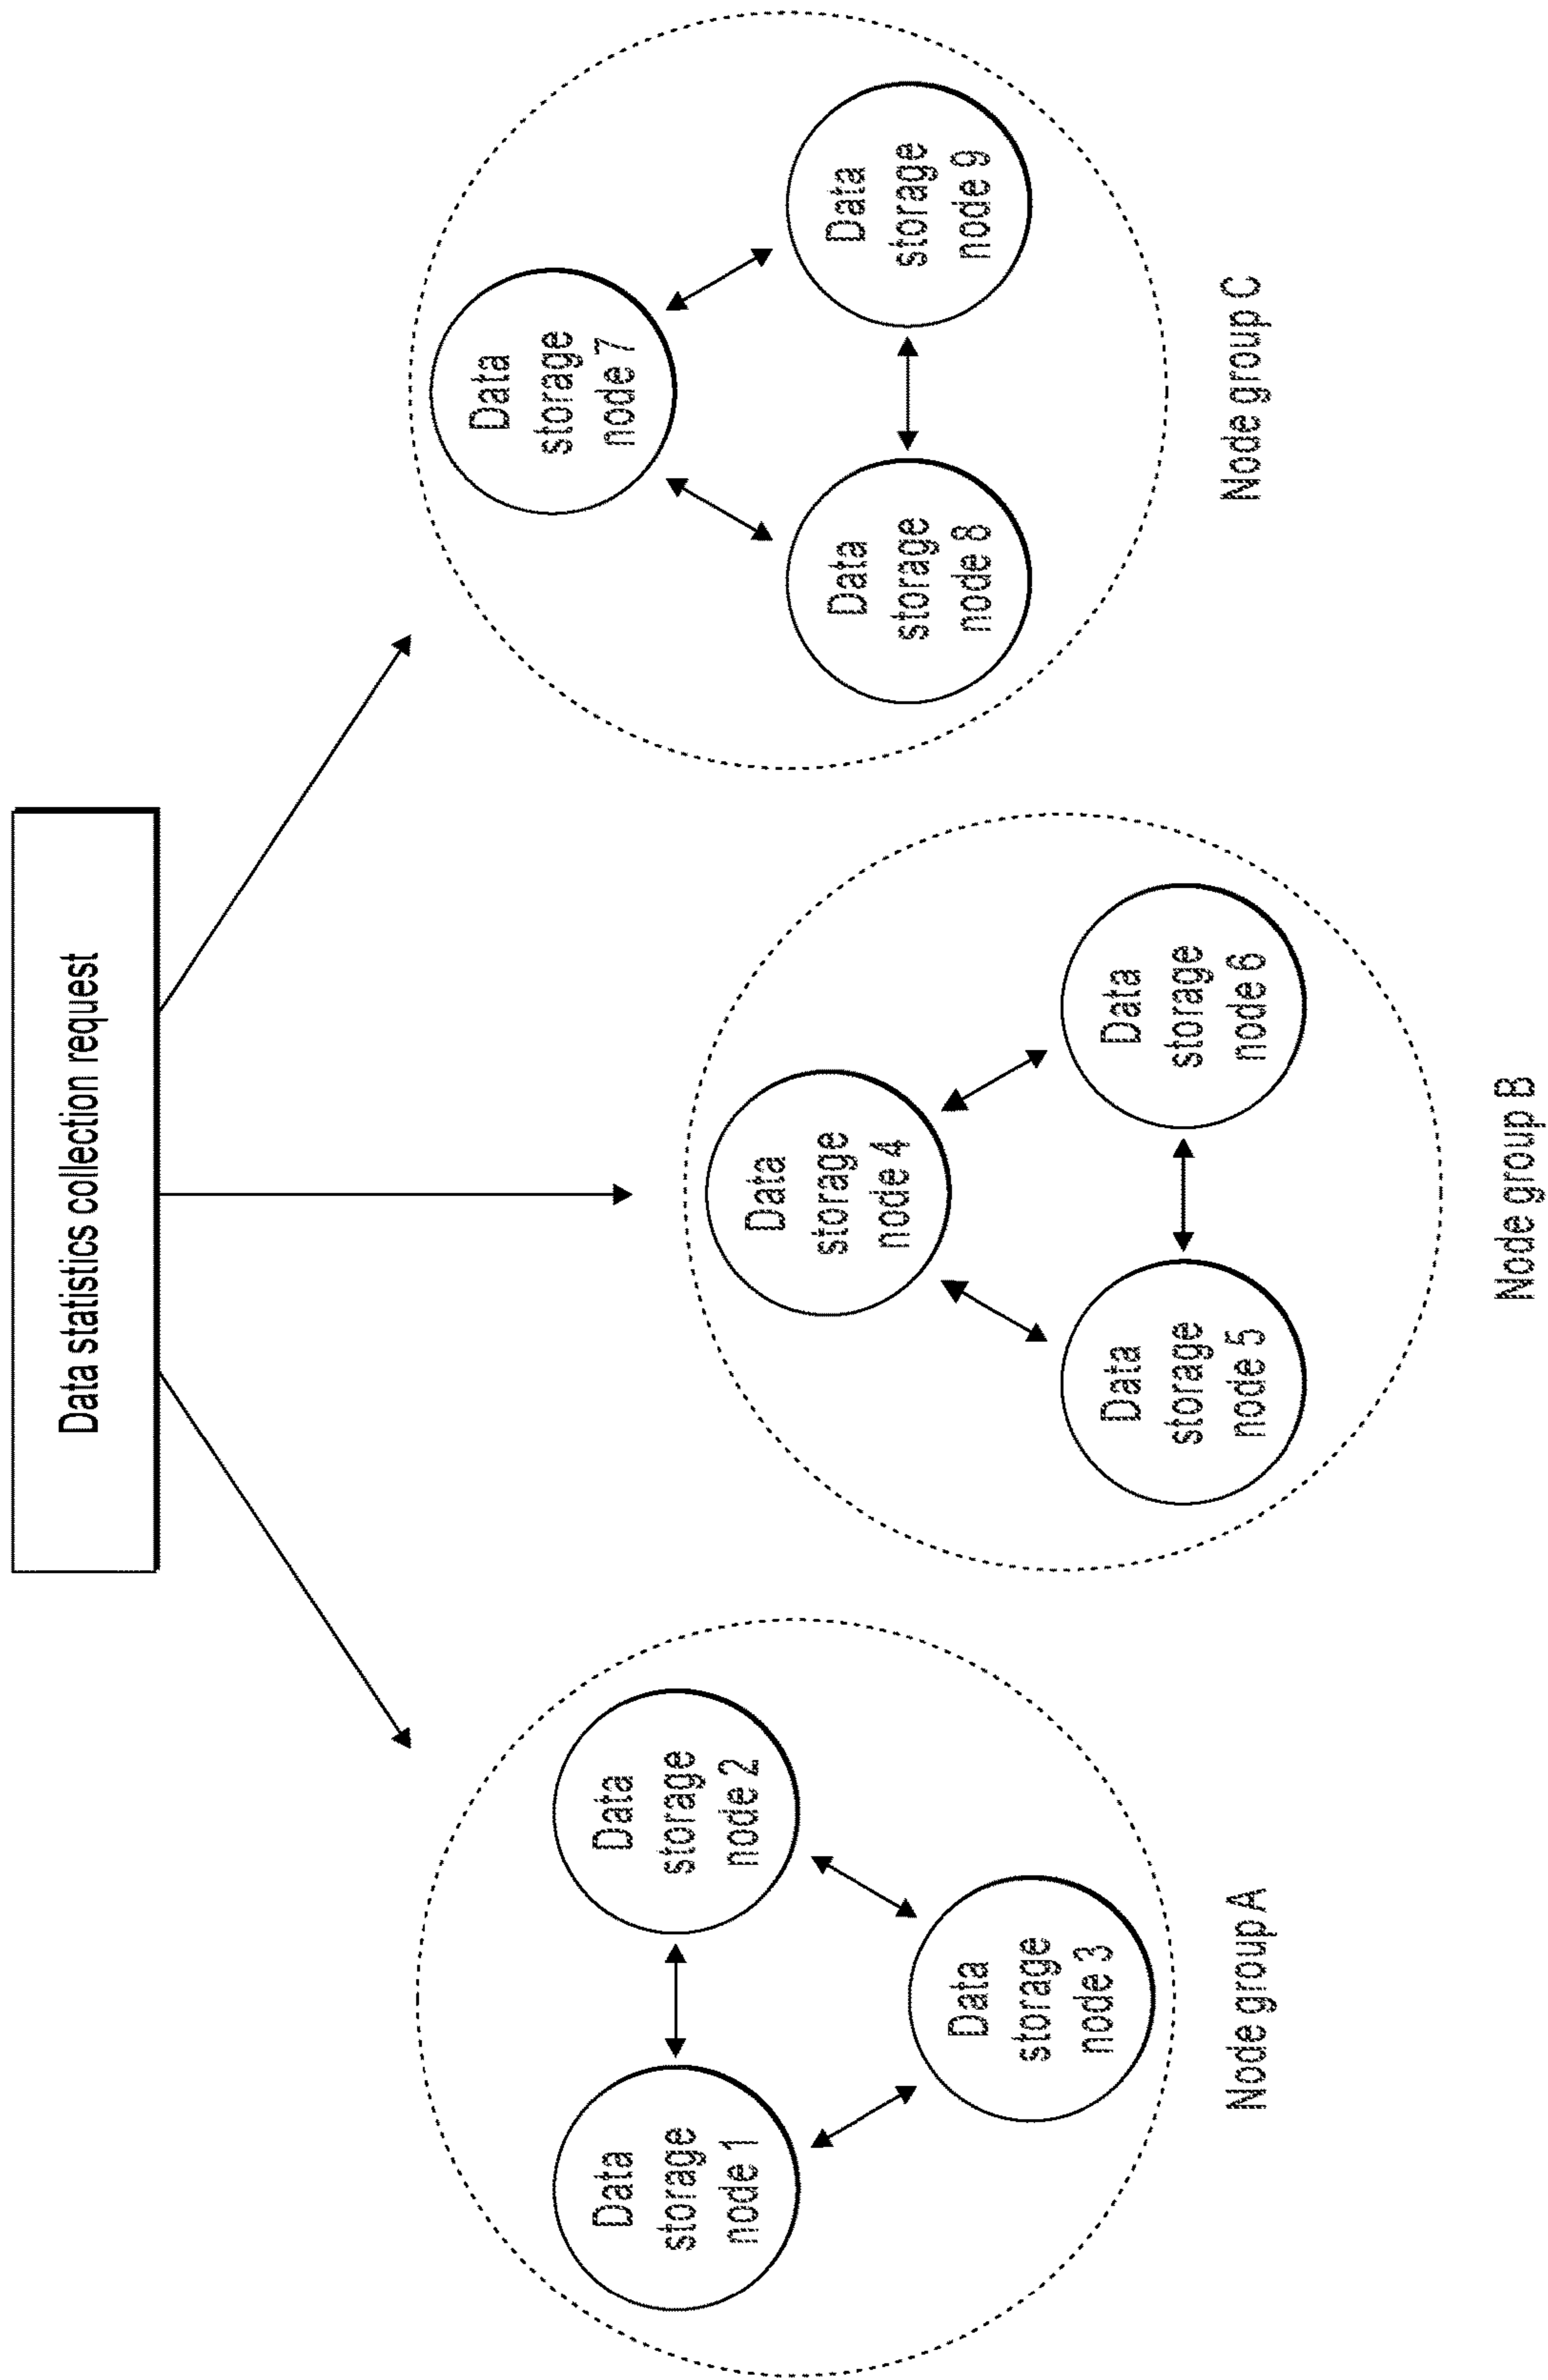 Data statistics collection request
Data
storage
node 1
Data
storage
node 2
Data
storage
node 3
Node group A
Data
storage
node 4
Data
storage
node 5
Data
storage
node 6
Node group B
Data
storage
node 7
Data
storage
node 8
Data
storage
node 9
Node group C